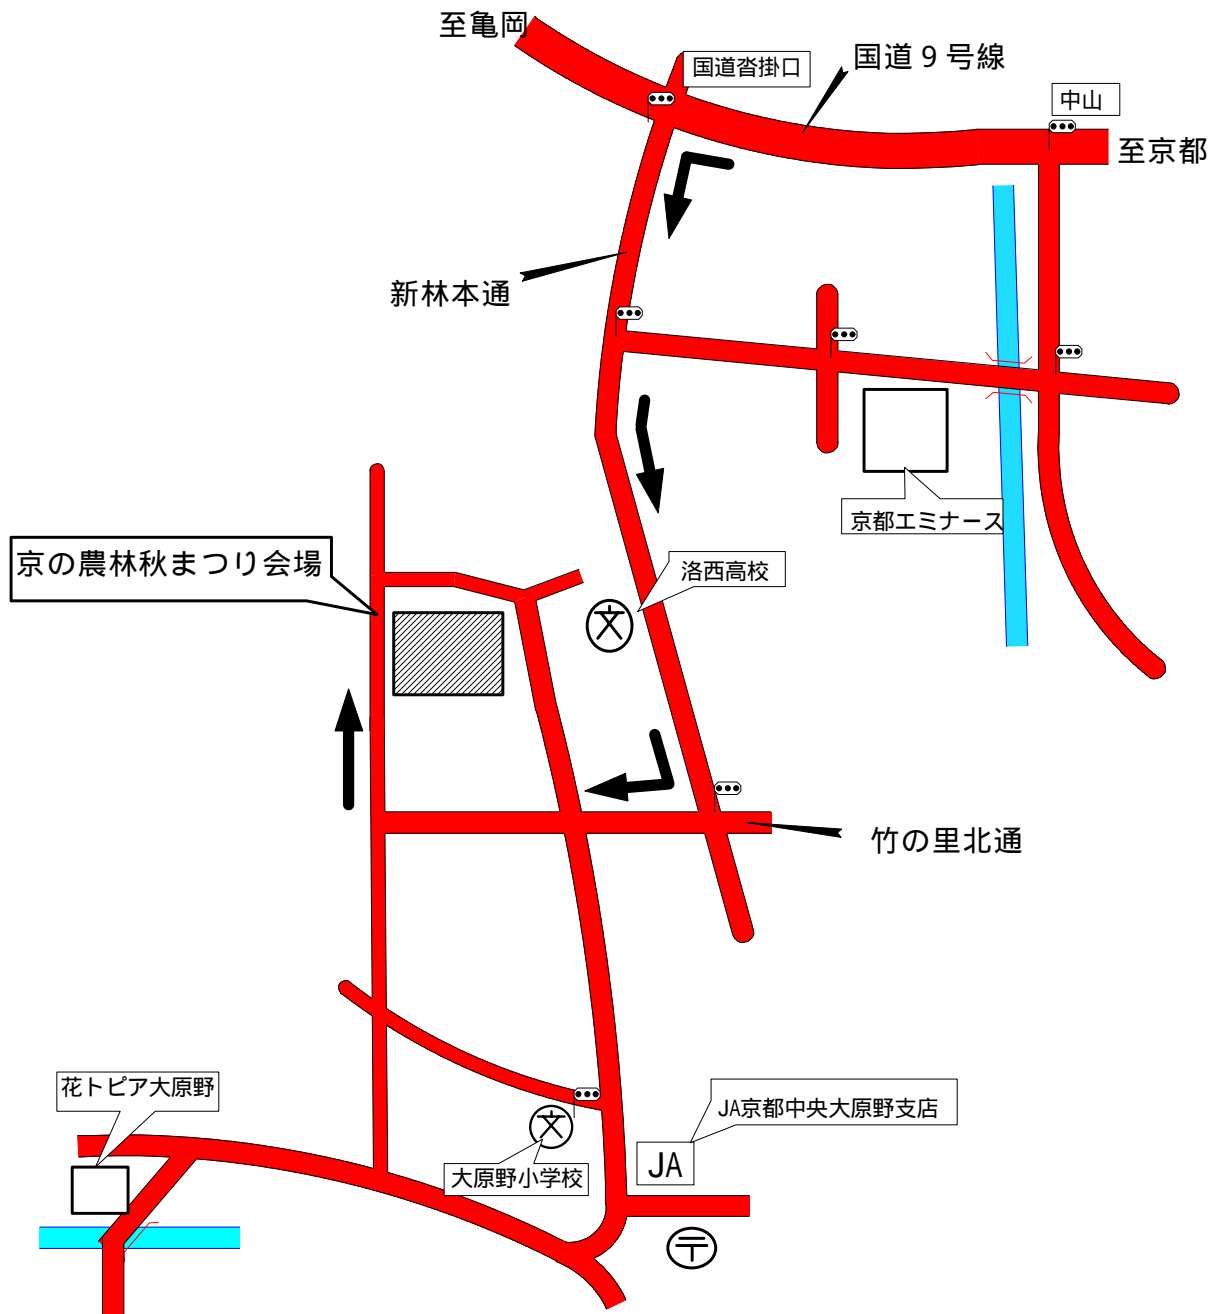 至亀岡
国道沓掛口
国道９号線
中山
至京都
新林本通
京都エミナース
京の農林秋まつり会場
洛西高校
文
竹の里北通
花トピア大原野
JA京都中央大原野支店
文
大原野小学校
JA
〒